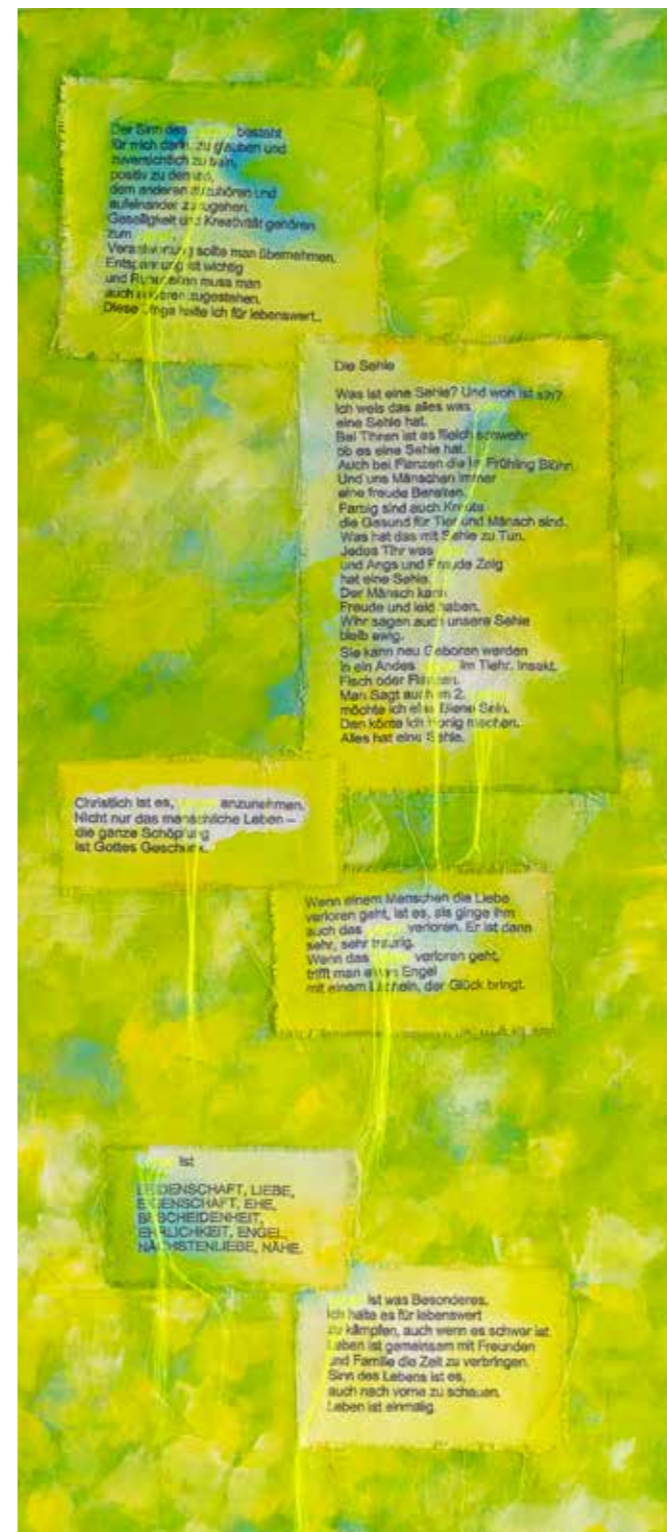 Der Sinn des besteht
für mich darin, zu glauben und
zuversichtlich zu sein,
positiv zu denken,
dem anderen zuzuhören und
aufeinander zuzugehen.
Geselligkeit und Kreativität gehören
zum
Verantwortung sollte man übernehmen.
Entspannung ist wichtig
und Ruhezeiten muss man
auch anderen zugestehen.
Diese Dinge halte ich für lebenswert..
Die Sehle
Was ist eine Sehle? Und woh ist sih?
Ich weis das alles was
eine Sehle hat.
Bei Thren ist es fileich schwehr
ob es eine Sehle hat.
Auch bei Flanzen die Im Frühling Blühn.
Und uns Mänschen immer
eine freude Bereiten.
Farbig sind auch Kreuta
die Gesund für Tier und Mänsch sind.
Was hat das mit Sehle zu Tun.
Jedes Tihr was
und Angs und Freude Zeig
hat eine Sehle.
Der Mänsch kann
Freude und leid haben.
Wihr sagen auch unsere Sehle
bleib ewig.
Sie kann neu Geboren werden
in ein Andes im Tiehr. Insekt.
Fisch oder Flanzen.
Man Sagt auch im 2.
möchte ich eine Biene Sein.
Den könte Ich Honig machen.
Alles hat eine Sehle.
Christlich ist es, anzunehmen.
Nicht nur das menschliche Leben –
die ganze Schöpfung
ist Gottes Geschenk.
Wenn einem Menschen die Liebe
verloren geht, ist es, als ginge ihm
auch das verloren. Er ist dann
sehr, sehr traurig.
Wenn das verloren geht,
trifft man einen Engel
mit einem Lächeln, der Glück bringt.
ist
LEIDENSCHAFT, LIEBE,
EIGENSCHAFT, EHE,
BESCHEIDENHEIT,
EHRLICHKEIT, ENGEL,
NÄCHSTENLIEBE, NÄHE.
ist was Besonderes.
Ich halte es für lebenswert
zu kämpfen, auch wenn es schwer ist.
Leben ist gemeinsam mit Freunden
und Familie die Zeit zu verbringen.
Sinn des Lebens ist es,
auch nach vorne zu schauen.
Leben ist einmalig.